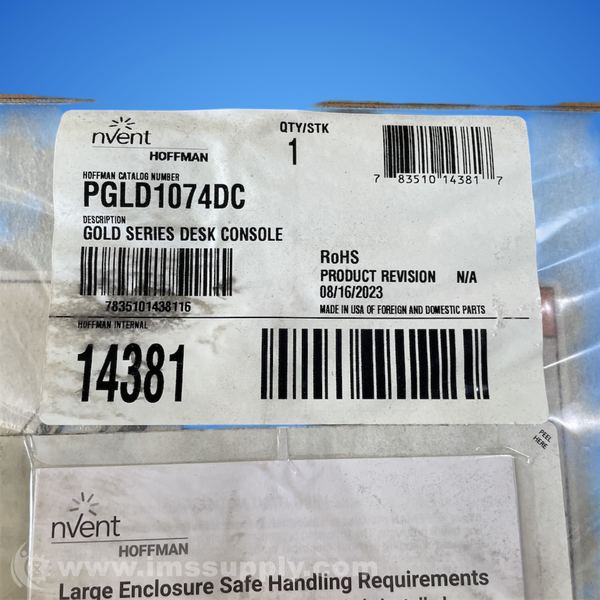 nvent
HOFFMAN
QTY/STK
1
7 83510 14381 7
HOFFMAN CATALOG NUMBER
PGLD1074DC
DESCRIPTION
GOLD SERIES DESK CONSOLE
7835101438116
RoHS
PRODUCT REVISION N/A
08/16/2023
MADE IN USA OF FOREIGN AND DOMESTIC PARTS
HOFFMAN INTERNAL
14381
PEEL
HERE
nvent
HOFFMAN
www.imssupply.com
Large Enclosure Safe Handling Requirements